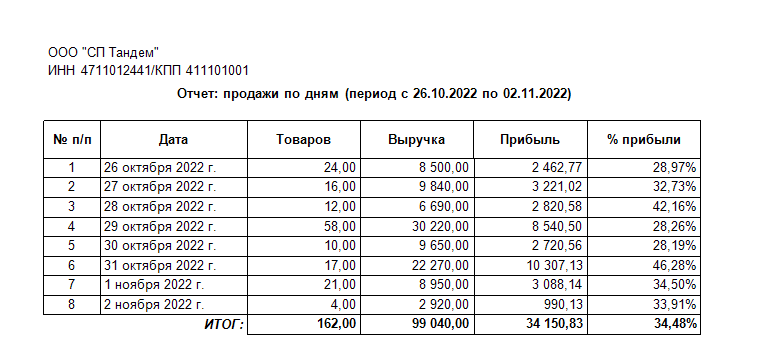 ООО "СП Тандем"
ИНН 4711012441/КПП 411101001
Отчет: продажи по дням (период с 26.10.2022 по 02.11.2022)
№ п/п Дата Товаров Выручка Прибыль % прибыли
1 26 октября 2022 г. 24,00 8 500,00 2 462,77 28,97%
2 27 октября 2022 г. 16,00 9 840,00 3 221,02 32,73%
3 28 октября 2022 г. 12,00 6 690,00 2 820,58 42,16%
4 29 октября 2022 г. 58,00 30 220,00 8 540,50 28,26%
5 30 октября 2022 г. 10,00 9 650,00 2 720,56 28,19%
6 31 октября 2022 г. 17,00 22 270,00 10 307,13 46,28%
7 1 ноября 2022 г. 21,00 8 950,00 3 088,14 34,50%
8 2 ноября 2022 г. 4,00 2 920,00 990,13 33,91%
ИТОГ: 162,00 99 040,00 34 150,83 34,48%